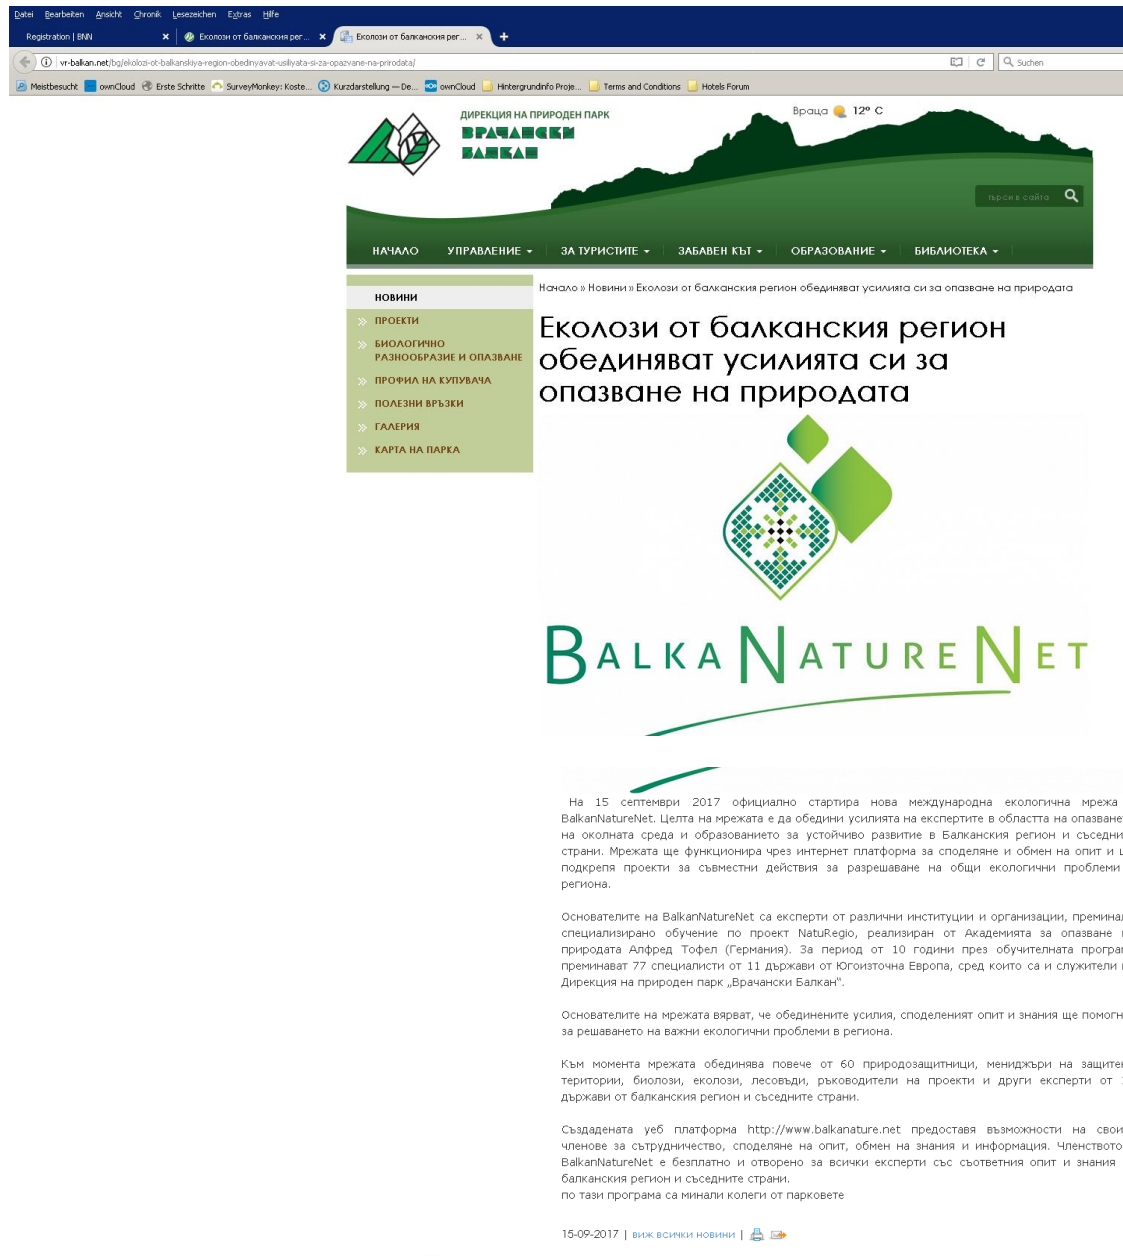 Datei Bearbeiten Ansicht Chronik Lesezeichen Extras Hilfe
Registration | BNN Екологи от балканския рег... Екологи от балканския рег...
vr-balkan.net/bg/ekolozi-ot-balkanskiya-region-obedinyavat-usiliyata-si-za-opazvane-na-prirodata/ Suchen
Meistbesucht ownCloud Erste Schritte SurveyMonkey: Koste... Kurzdarstellung — De... ownCloud Hintergrundinfo Proje... Terms and Conditions Hotels Forum
ДИРЕКЦИЯ НА ПРИРОДЕН ПАРК
ВРАЧАНСКИ
БАЛКАН
Враца 12° C
търси в сайта
НАЧАЛО УПРАВЛЕНИЕ ЗА ТУРИСТИТЕ ЗАБАВЕН КЪТ ОБРАЗОВАНИЕ БИБЛИОТЕКА
НОВИНИ
ПРОЕКТИ
БИОЛОГИЧНО
РАЗНООБРАЗИЕ И ОПАЗВАНЕ
ПРОФИЛ НА КУПУВАЧА
ПОЛЕЗНИ ВРЪЗКИ
ГАЛЕРИЯ
КАРТА НА ПАРКА
Начало » Новини » Еколози от балканския регион обединяват усилията си за опазване на природата
Еколози от балканския регион
обединяват усилията си за
опазване на природата
BALKANATURENET
На 15 септември 2017 официално стартира нова международна екологична мрежа
BalkanNatureNet. Целта на мрежата е да обедини усилията на експертите в областта на опазване
на околната среда и образованието за устойчиво развитие в Балканския регион и съседни
страни. Мрежата ще функционира чрез интернет платформа за споделяне и обмен на опит и
подкрепя проекти за съвместни действия за разрешаване на общи екологични проблеми
региона.
Основателите на BalkanNatureNet са експерти от различни институции и организации, преминал
специализирано обучение по проект NatuRegio, реализиран от Академията за опазване
природата Алфред Тофел (Германия). За период от 10 години през обучителната програм
преминават 77 специалисти от 11 държави от Югоизточна Европа, сред които са и служители
Дирекция на природен парк „Врачански Балкан“.
Основателите на мрежата вярват, че обединените усилия, споделеният опит и знания ще помогн
за решаването на важни екологични проблеми в региона.
Към момента мрежата обединява повече от 60 природозащитници, мениджъри на защитен
територии, биолози, еколози, лесовъди, ръководители на проекти и други експерти от
държави от балканския регион и съседните страни.
Създадената уеб платформа http://www.balkanature.net предоставя възможности на свои
членове за сътрудничество, споделяне на опит, обмен на знания и информация. Членството
BalkanNatureNet е безплатно и отворено за всички експерти със съответния опит и знания
балканския регион и съседните страни.
по тази програма са минали колеги от парковете
15-09-2017 | виж всички новини |